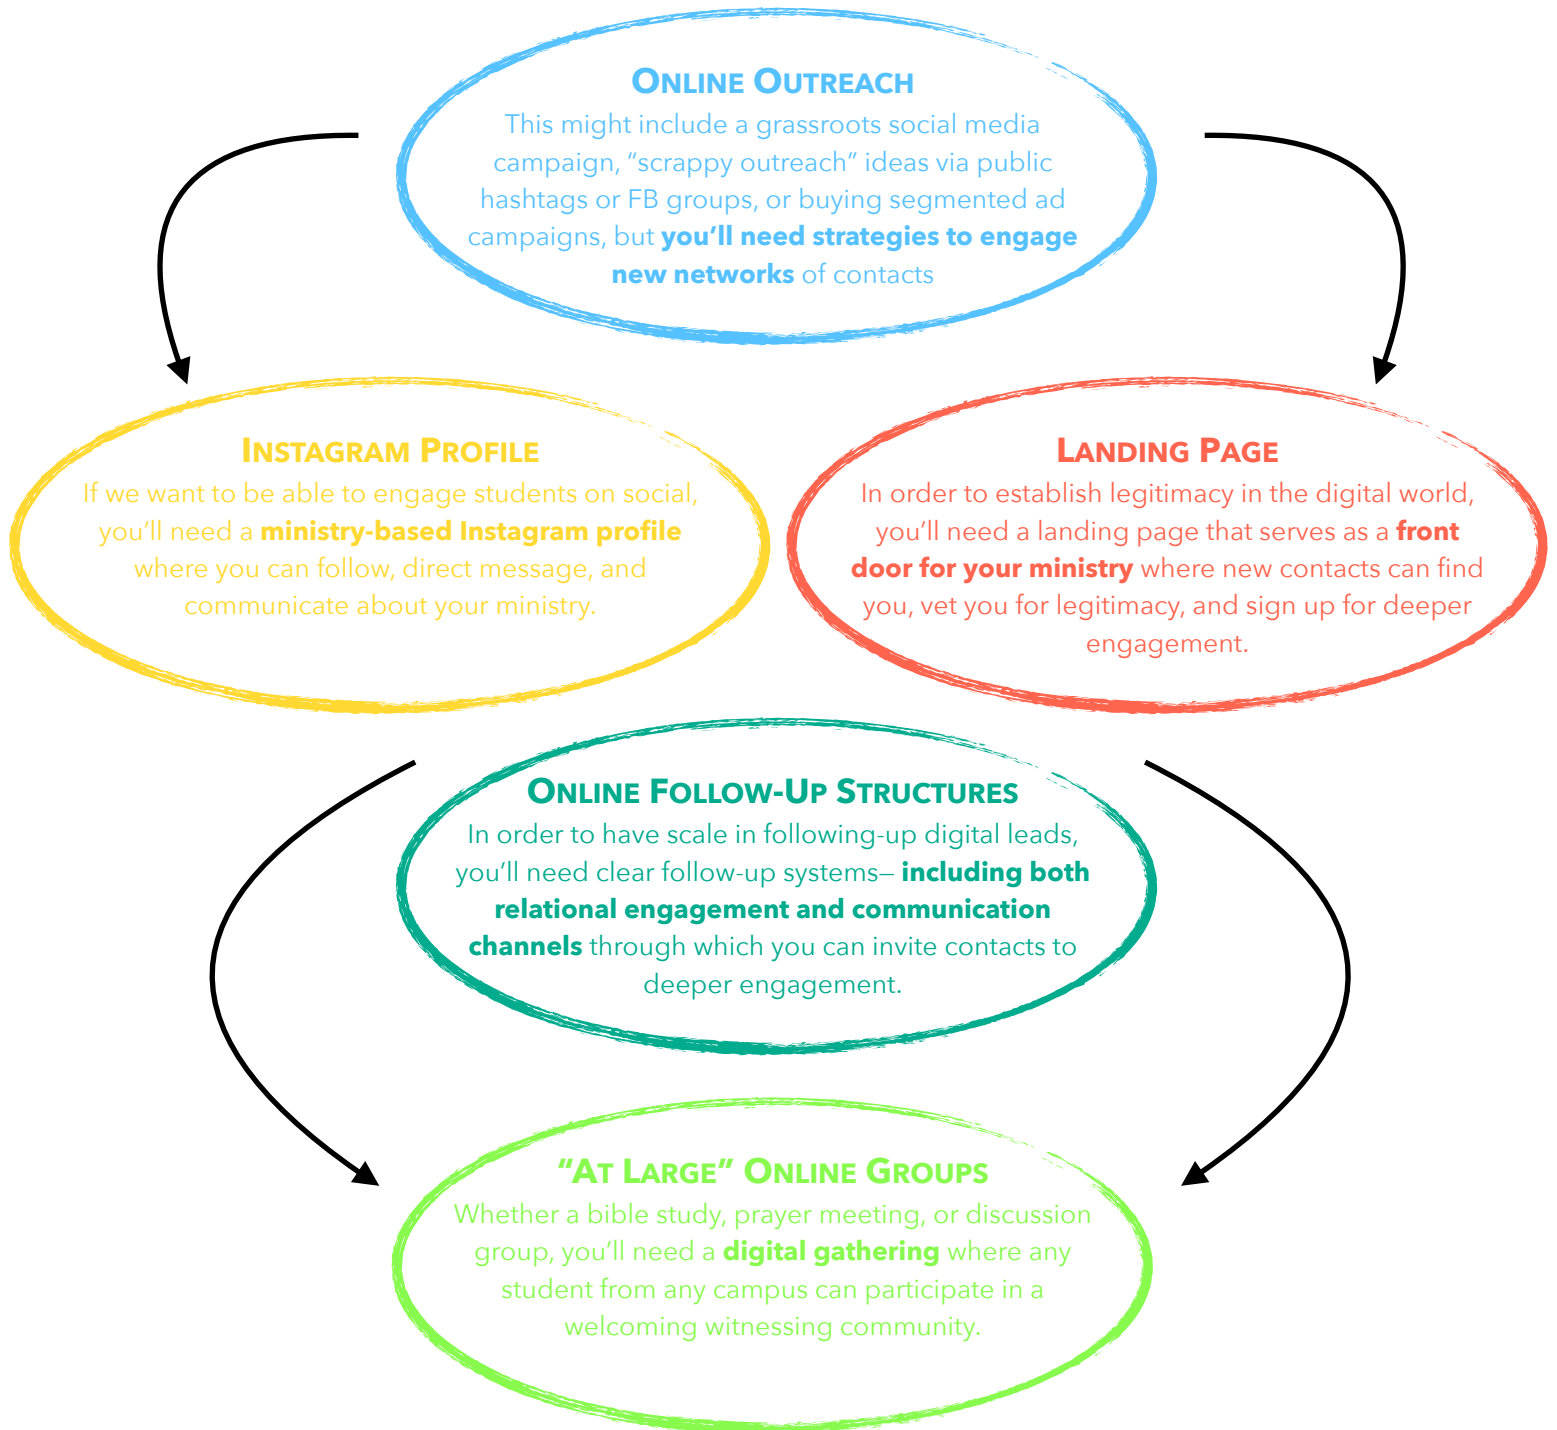 ONLINE OUTREACH
This might include a grassroots social media
campaign, “scrappy outreach” ideas via public
hashtags or FB groups, or buying segmented ad
campaigns, but you’ll need strategies to engage
new networks of contacts
INSTAGRAM PROFILE
If we want to be able to engage students on social,
you’ll need a ministry-based Instagram profile
where you can follow, direct message, and
communicate about your ministry.
LANDING PAGE
In order to establish legitimacy in the digital world,
you’ll need a landing page that serves as a front
door for your ministry where new contacts can find
you, vet you for legitimacy, and sign up for deeper
engagement.
ONLINE FOLLOW-UP STRUCTURES
In order to have scale in following-up digital leads,
you’ll need clear follow-up systems— including both
relational engagement and communication
channels through which you can invite contacts to
deeper engagement.
“AT LARGE” ONLINE GROUPS
Whether a bible study, prayer meeting, or discussion
group, you’ll need a digital gathering where any
student from any campus can participate in a
welcoming witnessing community.